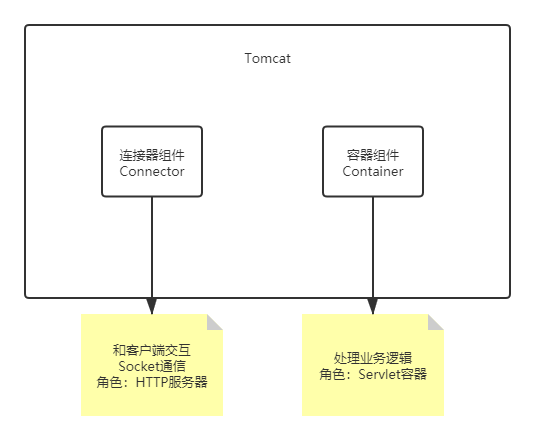 Tomcat
连接器组件
Connector
容器组件
Container
和客户端交互
Socket通信
角色：HTTP服务器
处理业务逻辑
角色：Servlet容器